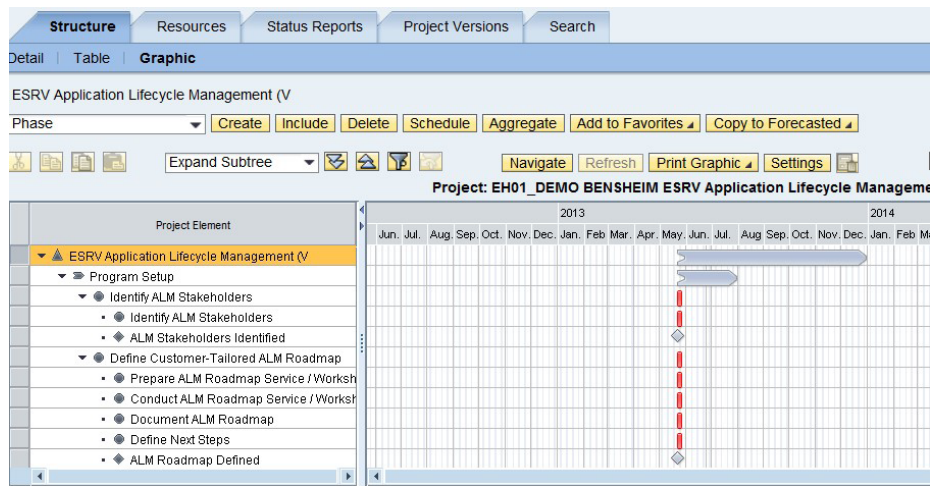 Structure Resources Status Reports Project Versions Search
Detail Table Graphic
ESRV Application Lifecycle Management (V
Phase Create Include Delete Schedule Aggregate Add to Favorites Copy to Forecasted
Expand Subtree Navigate Refresh Print Graphic Settings
Project: EH01_DEMO BENSHEIM ESRV Application Lifecycle Manageme
2013 2014
Project Element
Jun. Jul. Aug. Sep. Oct. Nov. Dec. Jan. Feb Mar. Apr. May. Jun. Jul. Aug Sep. Oct. Nov. Dec. Jan. Feb Ma
ESRV Application Lifecycle Management (V
Program Setup
Identify ALM Stakeholders
Identify ALM Stakeholders
ALM Stakeholders Identified
Define Customer-Tailored ALM Roadmap
Prepare ALM Roadmap Service / Worksh
Conduct ALM Roadmap Service / Worksh
Document ALM Roadmap
Define Next Steps
ALM Roadmap Defined